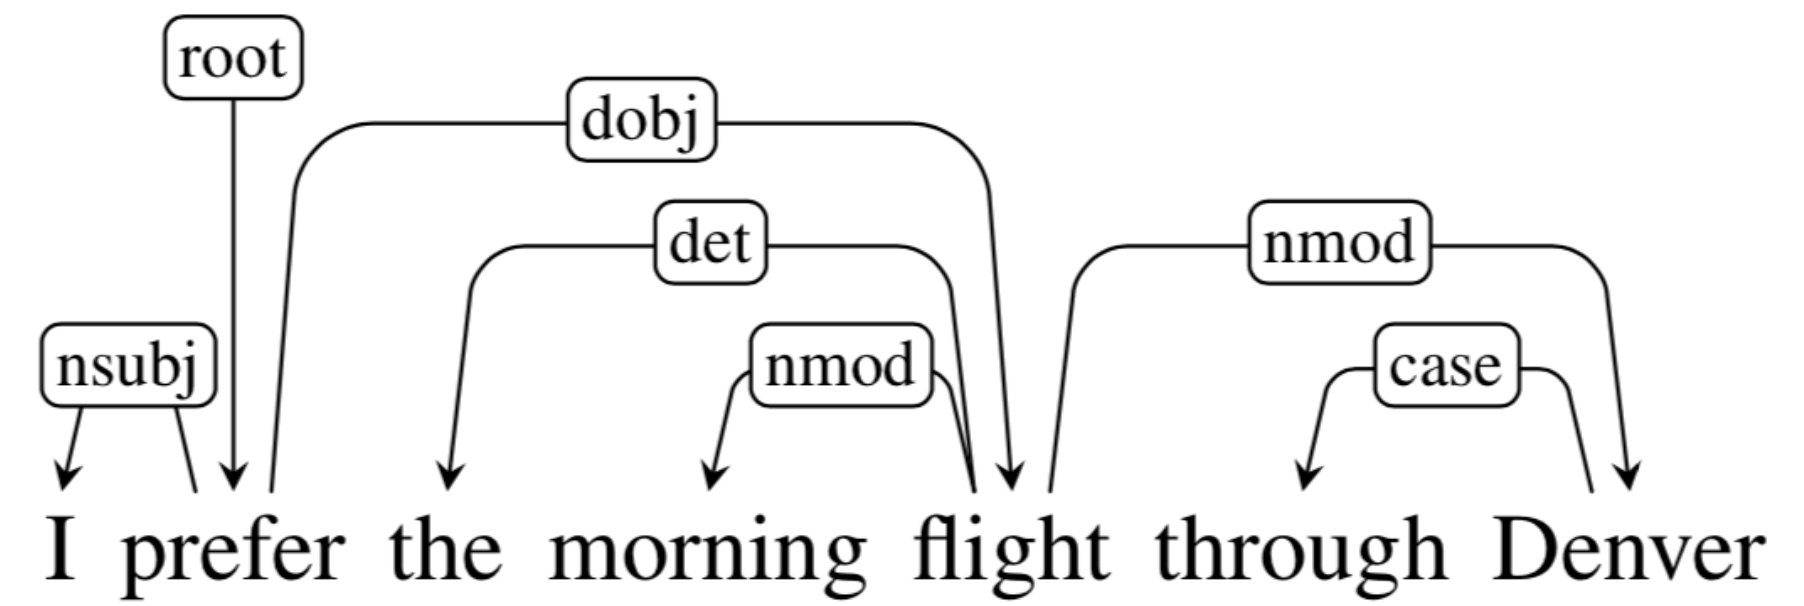 root
dobj
det
nmod
nsubj
nmod
case
I prefer the morning flight through Denver